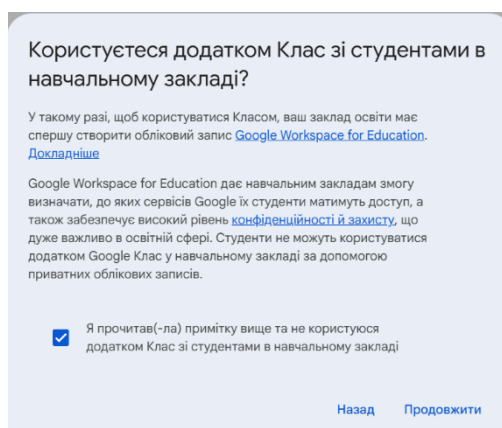 Користуєтеся додатком Клас зі студентами в
навчальному закладі?
У такому разі, щоб користуватися Класом, ваш заклад освіти має
спершу створити обліковий запис Google Workspace for Education.
Докладніше
Google Workspace for Education дає навчальним закладам змогу
визначати, до яких сервісів Google їх студенти матимуть доступ, а
також забезпечує високий рівень конфіденційності й захисту, що
дуже важливо в освітній сфері. Студенти не можуть користуватися
додатком Google Клас у навчальному закладі за допомогою
приватних облікових записів.
Я прочитав(-ла) примітку вище та не користуюся
додатком Клас зі студентами в навчальному закладі
Назад Продовжити